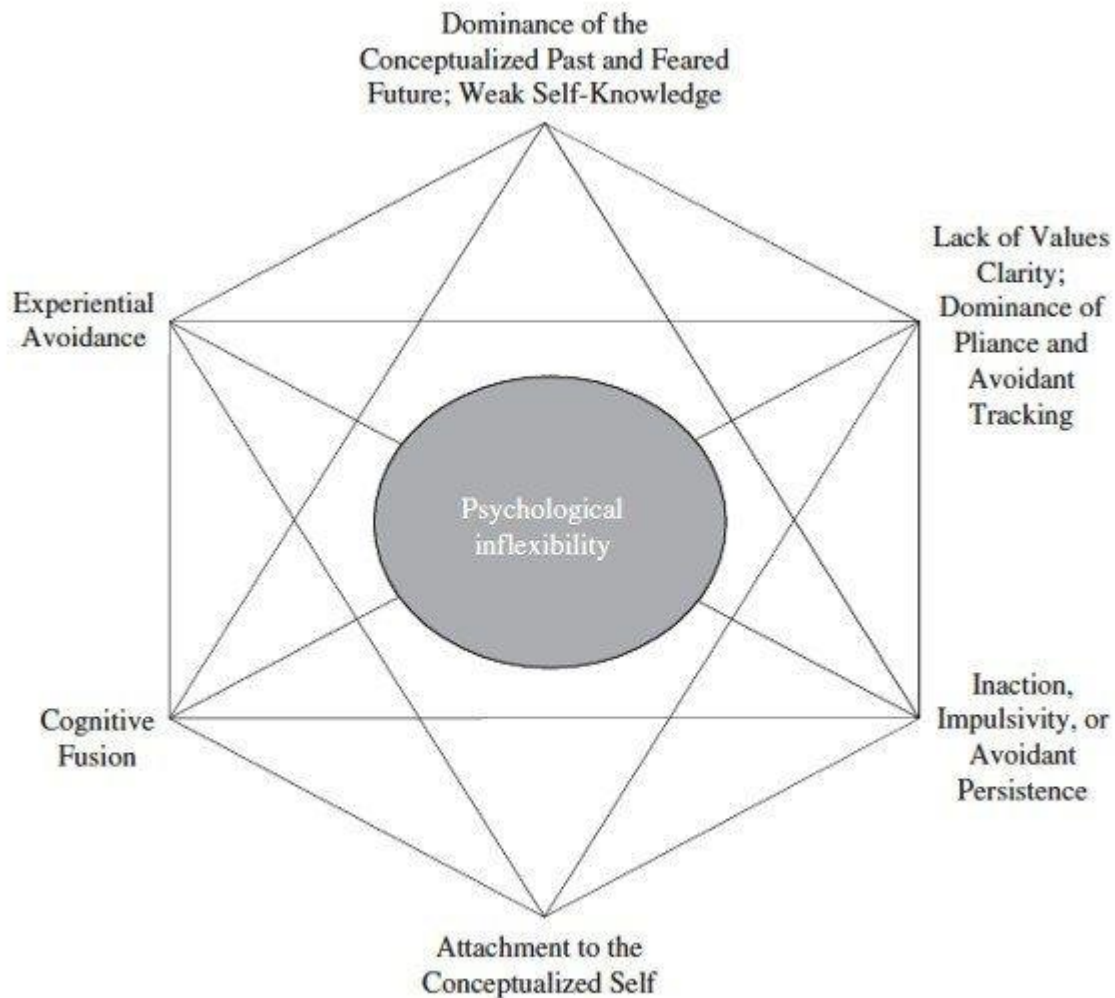 Dominance of the
Conceptualized Past and Feared
Future; Weak Self-Knowledge
Experiential
Avoidance
Lack of Values
Clarity;
Dominance of
Pliance and
Avoidant
Tracking
Psychological
inflexibility
Cognitive
Fusion
Inaction,
Impulsivity, or
Avoidant
Persistence
Attachment to the
Conceptualized Self